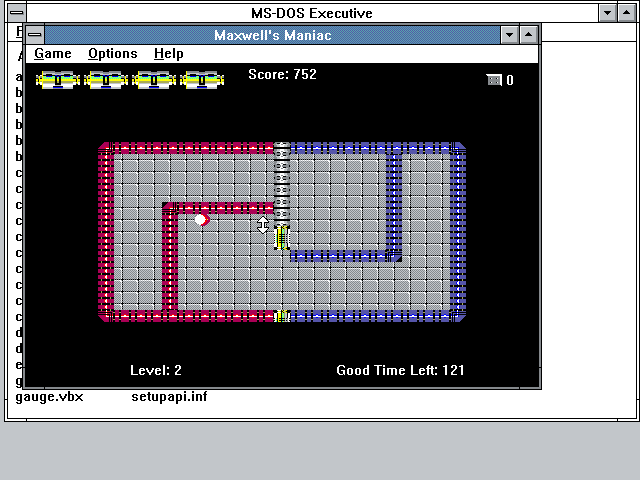 MS-DOS Executive
Maxwell's Maniac
Game Options Help
Score: 752
0
Level: 2
Good Time Left: 121
gauge.vbx setupapi.inf